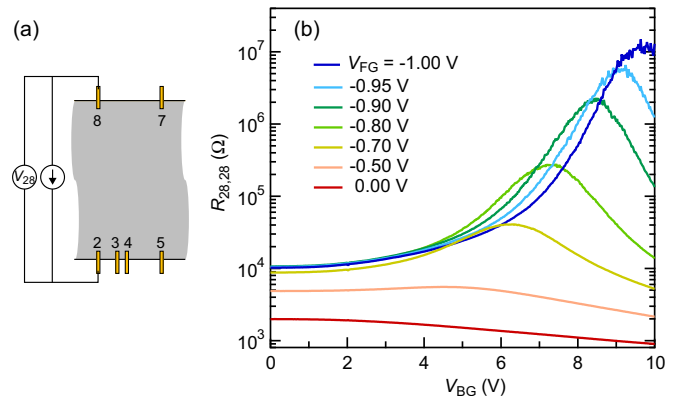 (a)
8
7
V28
2
3
4
5
(b)
R28,28 (Ω)
10^7
10^6
10^5
10^4
10^3
VFG = -1.00 V
-0.95 V
-0.90 V
-0.80 V
-0.70 V
-0.50 V
0.00 V
0
2
4
6
8
10
VBG (V)